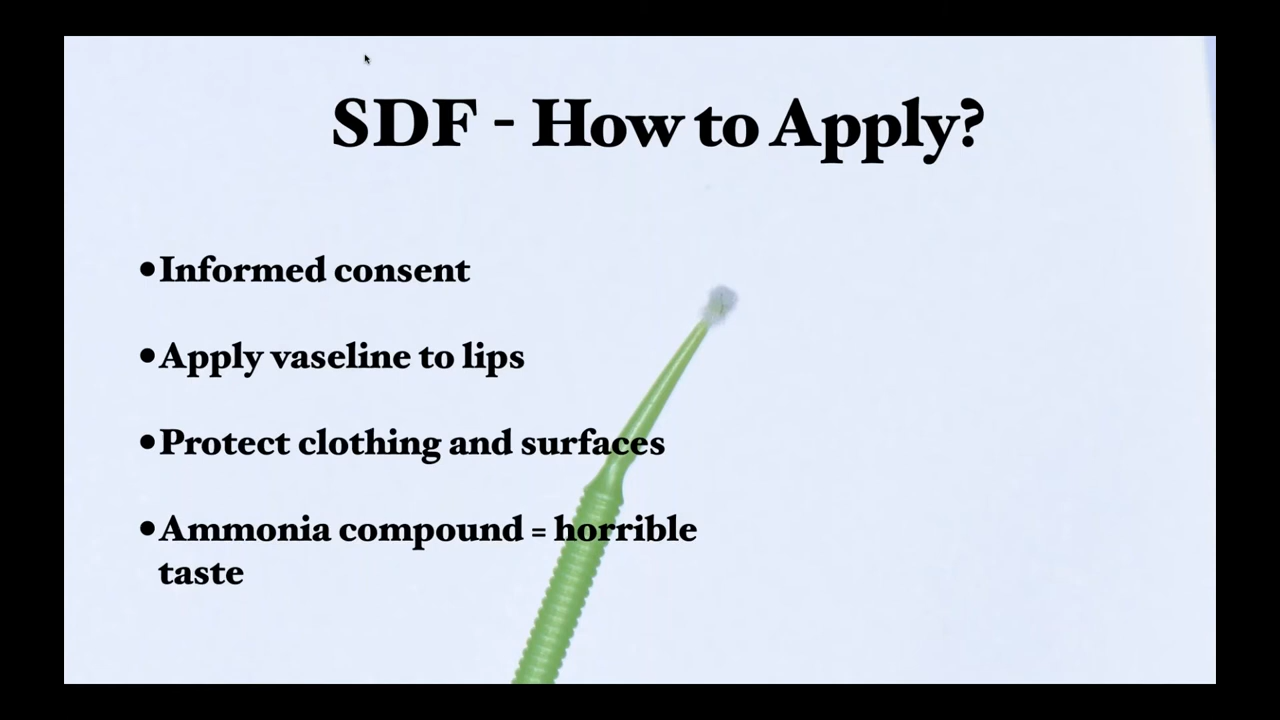 SDF - How to Apply?
•Informed consent
•Apply vaseline to lips
•Protect clothing and surfaces
•Ammonia compound = horrible
taste